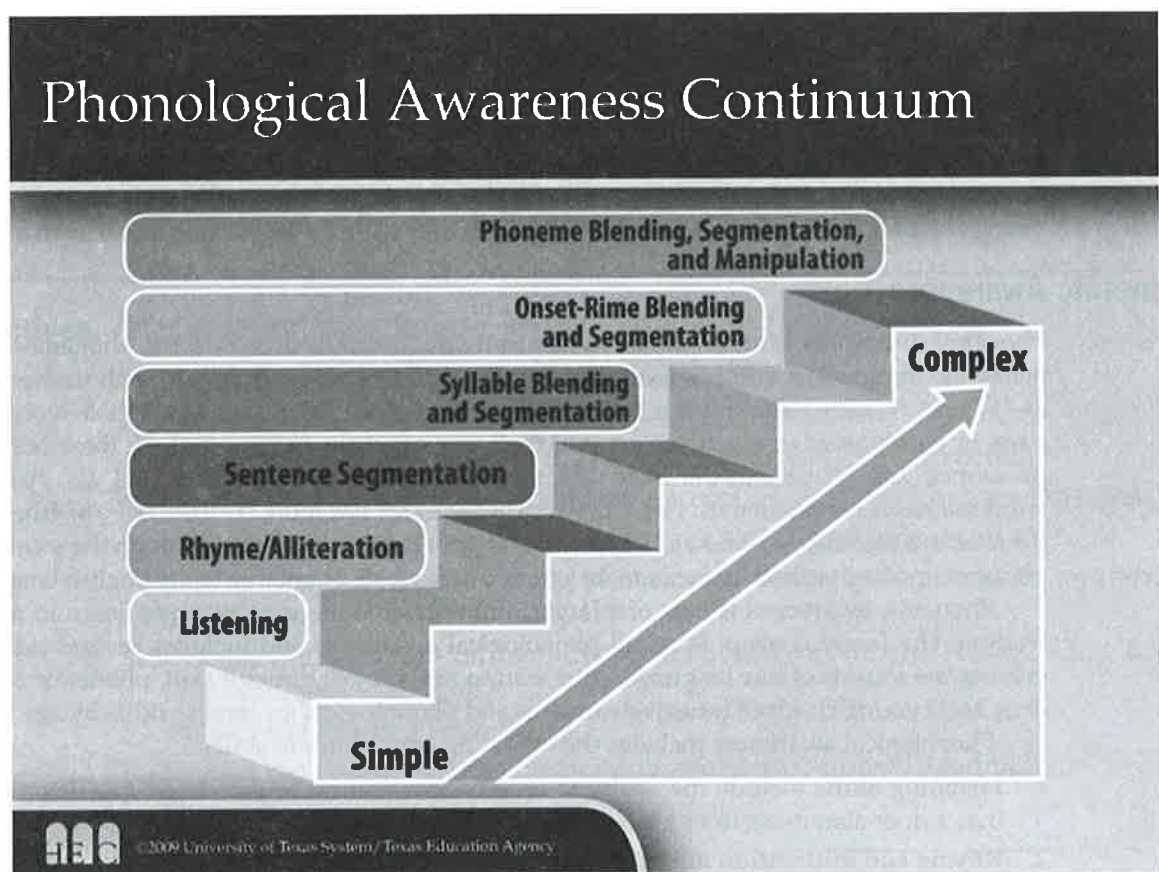 Phonological Awareness Continuum
Phoneme Blending, Segmentation,
and Manipulation
Onset-Rime Blending
and Segmentation
Syllable Blending
and Segmentation
Sentence Segmentation
Rhyme/Alliteration
Listening
Complex
Simple
©2009 University of Texas System/Texas Education Agency